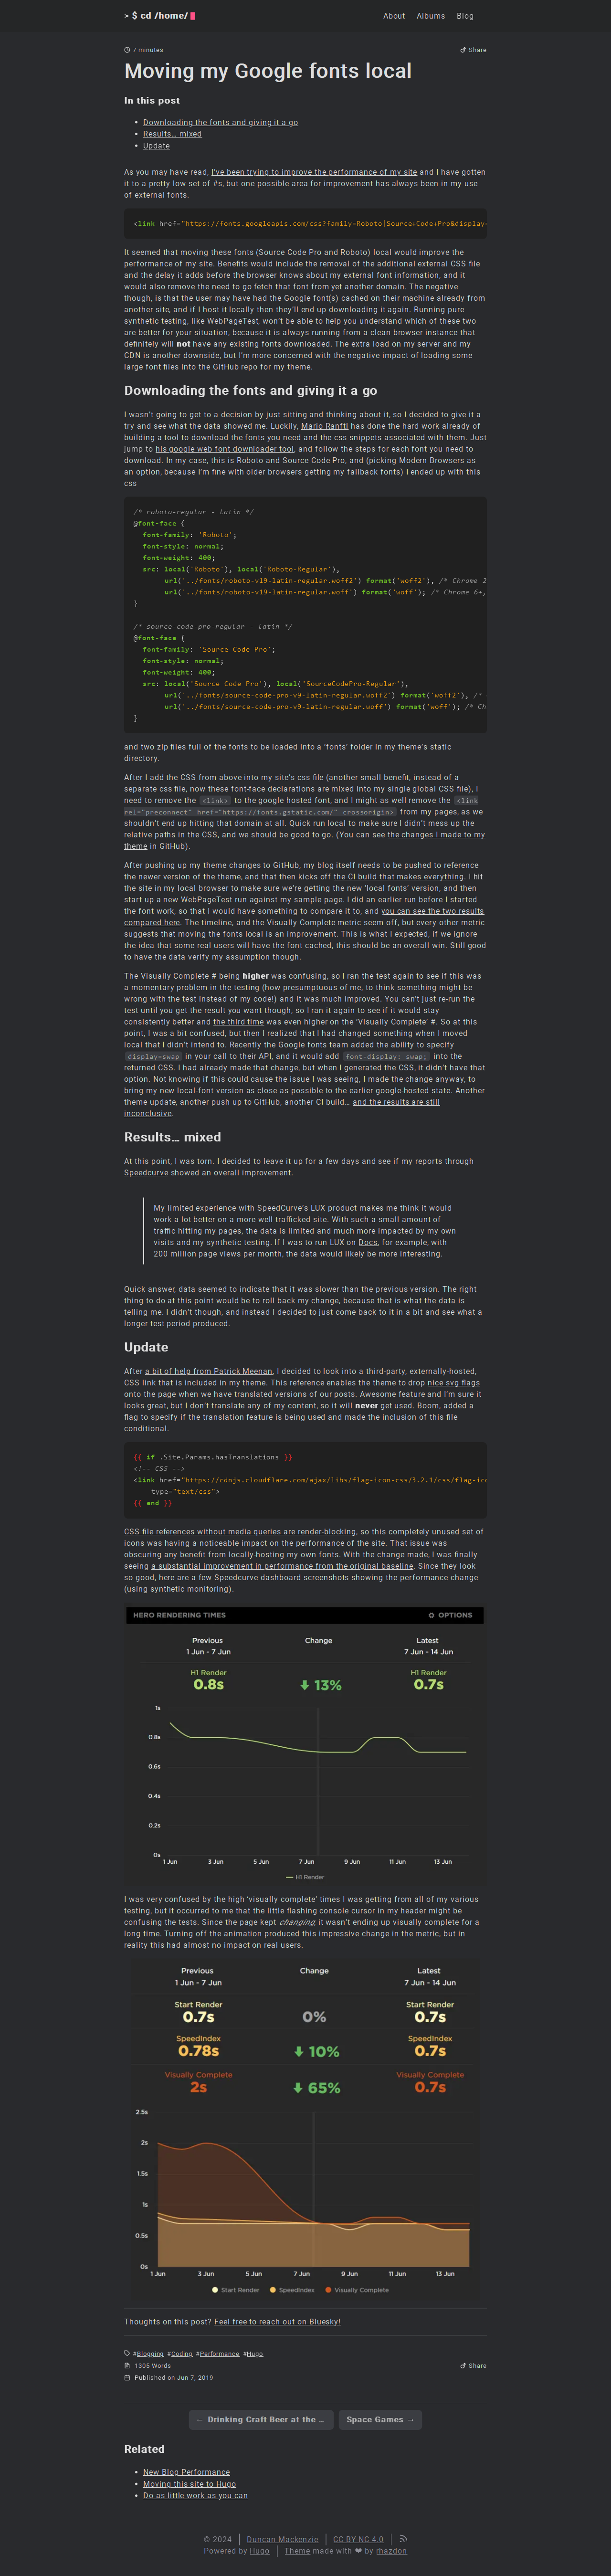 > $ cd /home/
About Albums Blog
7 minutes
Share
Moving my Google fonts local
In this post
Downloading the fonts and giving it a go
Results… mixed
Update
As you may have read, I've been trying to improve the performance of my site and I have gotten
it to a pretty low set of #s, but one possible area for improvement has always been in my use
of external fonts.
<link href="https://fonts.googleapis.com/css?family=Roboto|Source+Code+Pro&display=
It seemed that moving these fonts (Source Code Pro and Roboto) local would improve the
performance of my site. Benefits would include the removal of the additional external CSS file
and the delay it adds before the browser knows about my external font information, and it
would also remove the need to go fetch that font from yet another domain. The negative
though, is that the user may have had the Google font(s) cached on their machine already from
another site, and if I host it locally then they'll end up downloading it again. Running pure
synthetic testing, like WebPageTest, won't be able to help you understand which of these two
are better for your situation, because it is always running from a clean browser instance that
definitely will not have any existing fonts downloaded. The extra load on my server and my
CDN is another downside, but I'm more concerned with the negative impact of loading some
large font files into the GitHub repo for my theme.
Downloading the fonts and giving it a go
I wasn't going to get to a decision by just sitting and thinking about it, so I decided to give it a
try and see what the data showed me. Luckily, Mario Ranftl has done the hard work already of
building a tool to download the fonts you need and the css snippets associated with them. Just
jump to his google web font downloader tool, and follow the steps for each font you need to
download. In my case, this is Roboto and Source Code Pro, and (picking Modern Browsers as
an option, because I'm fine with older browsers getting my fallback fonts) I ended up with this
css
/* roboto-regular - latin */
@font-face {
font-family: 'Roboto';
font-style: normal;
font-weight: 400;
src: local('Roboto'), local('Roboto-Regular'),
url('../fonts/roboto-v19-latin-regular.woff2') format('woff2'), /* Chrome 2
url('../fonts/roboto-v19-latin-regular.woff') format('woff'); /* Chrome 6+,
}
/* source-code-pro-regular - latin */
@font-face {
font-family: 'Source Code Pro';
font-style: normal;
font-weight: 400;
src: local('Source Code Pro'), local('SourceCodePro-Regular'),
url('../fonts/source-code-pro-v9-latin-regular.woff2') format('woff2'), /*
url('../fonts/source-code-pro-v9-latin-regular.woff') format('woff'); /* Ch
}
and two zip files full of the fonts to be loaded into a 'fonts' folder in my theme's static
directory.
After I add the CSS from above into my site's css file (another small benefit, instead of a
separate css file, now these font-face declarations are mixed into my single global CSS file), I
need to remove the <link> to the google hosted font, and I might as well remove the <link
rel="preconnect" href="https://fonts.gstatic.com/" crossorigin> from my pages, as we
shouldn't end up hitting that domain at all. Quick run local to make sure I didn't mess up the
relative paths in the CSS, and we should be good to go. (You can see the changes I made to my
theme in GitHub).
After pushing up my theme changes to GitHub, my blog itself needs to be pushed to reference
the newer version of the theme, and that then kicks off the CI build that makes everything. I hit
the site in my local browser to make sure we're getting the new 'local fonts' version, and then
start up a new WebPageTest run against my sample page. I did an earlier run before I started
the font work, so that I would have something to compare it to, and you can see the two results
compared here. The timeline, and the Visually Complete metric seem off, but every other metric
suggests that moving the fonts local is an improvement. This is what I expected, if we ignore
the idea that some real users will have the font cached, this should be an overall win. Still good
to have the data verify my assumption though.
The Visually Complete # being higher was confusing, so I ran the test again to see if this was
a momentary problem in the testing (how presumptuous of me, to think something might be
wrong with the test instead of my code!) and it was much improved. You can't just re-run the
test until you get the result you want though, so I ran it again to see if it would stay
consistently better and the third time was even higher on the 'Visually Complete' #. So at this
point, I was a bit confused, but then I realized that I had changed something when I moved
local that I didn't intend to. Recently the Google fonts team added the ability to specify
display=swap in your call to their API, and it would add font-display: swap; into the
returned CSS. I had already made that change, but when I generated the CSS, it didn't have that
option. Not knowing if this could cause the issue I was seeing, I made the change anyway, to
bring my new local-font version as close as possible to the earlier google-hosted state. Another
theme update, another push up to GitHub, another CI build… and the results are still
inconclusive.
Results… mixed
At this point, I was torn. I decided to leave it up for a few days and see if my reports through
Speedcurve showed an overall improvement.
My limited experience with SpeedCurve's LUX product makes me think it would
work a lot better on a more well trafficked site. With such a small amount of
traffic hitting my pages, the data is limited and much more impacted by my own
visits and my synthetic testing. If I was to run LUX on Docs, for example, with
200 million page views per month, the data would likely be more interesting.
Quick answer, data seemed to indicate that it was slower than the previous version. The right
thing to do at this point would be to roll back my change, because that is what the data is
telling me. I didn't though, and instead I decided to just come back to it in a bit and see what a
longer test period produced.
Update
After a bit of help from Patrick Meenan, I decided to look into a third-party, externally-hosted,
CSS link that is included in my theme. This reference enables the theme to drop nice svg flags
onto the page when we have translated versions of our posts. Awesome feature and I'm sure it
looks great, but I don't translate any of my content, so it will never get used. Boom, added a
flag to specify if the translation feature is being used and made the inclusion of this file
conditional.
{{ if .Site.Params.hasTranslations }}
<!-- CSS -->
<link href="https://cdnjs.cloudflare.com/ajax/libs/flag-icon-css/3.2.1/css/flag-ico
type="text/css">
{{ end }}
CSS file references without media queries are render-blocking, so this completely unused set of
icons was having a noticeable impact on the performance of the site. That issue was
obscuring any benefit from locally-hosting my own fonts. With the change made, I was finally
seeing a substantial improvement in performance from the original baseline. Since they look
so good, here are a few Speedcurve dashboard screenshots showing the performance change
(using synthetic monitoring).
HERO RENDERING TIMES
OPTIONS
Previous Change Latest
1 Jun - 7 Jun 7 Jun - 14 Jun
H1 Render H1 Render
0.8s 13% 0.7s
1s
0.8s
0.6s
0.4s
0.2s
0s
1 Jun 3 Jun 5 Jun 7 Jun 9 Jun 11 Jun 13 Jun
H1 Render
I was very confused by the high 'visually complete' times I was getting from all of my various
testing, but it occurred to me that the little flashing console cursor in my header might be
confusing the tests. Since the page kept changing, it wasn't ending up visually complete for a
long time. Turning off the animation produced this impressive change in the metric, but in
reality this had almost no impact on real users.
Previous Change Latest
1 Jun - 7 Jun 7 Jun - 14 Jun
Start Render Start Render
0.7s 0% 0.7s
SpeedIndex SpeedIndex
0.78s 10% 0.7s
Visually Complete Visually Complete
2s 65% 0.7s
2.5s
2s
1.5s
1s
0.5s
0s
1 Jun 3 Jun 5 Jun 7 Jun 9 Jun 11 Jun 13 Jun
Start Render SpeedIndex Visually Complete
Thoughts on this post? Feel free to reach out on Bluesky!
#Blogging #Coding #Performance #Hugo
1305 Words
Share
Published on Jun 7, 2019
← Drinking Craft Beer at the …
Space Games →
Related
New Blog Performance
Moving this site to Hugo
Do as little work as you can
© 2024 Duncan Mackenzie CC BY-NC 4.0
Powered by Hugo Theme made with ❤ by rhazdon